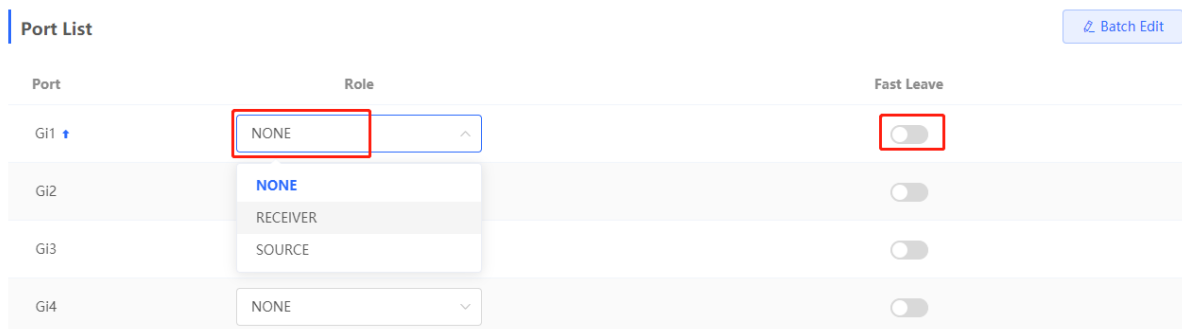 Port List
Batch Edit
Port Role Fast Leave
Gi1 NONE
NONE
Gi2
RECEIVER
Gi3 SOURCE
Gi4 NONE